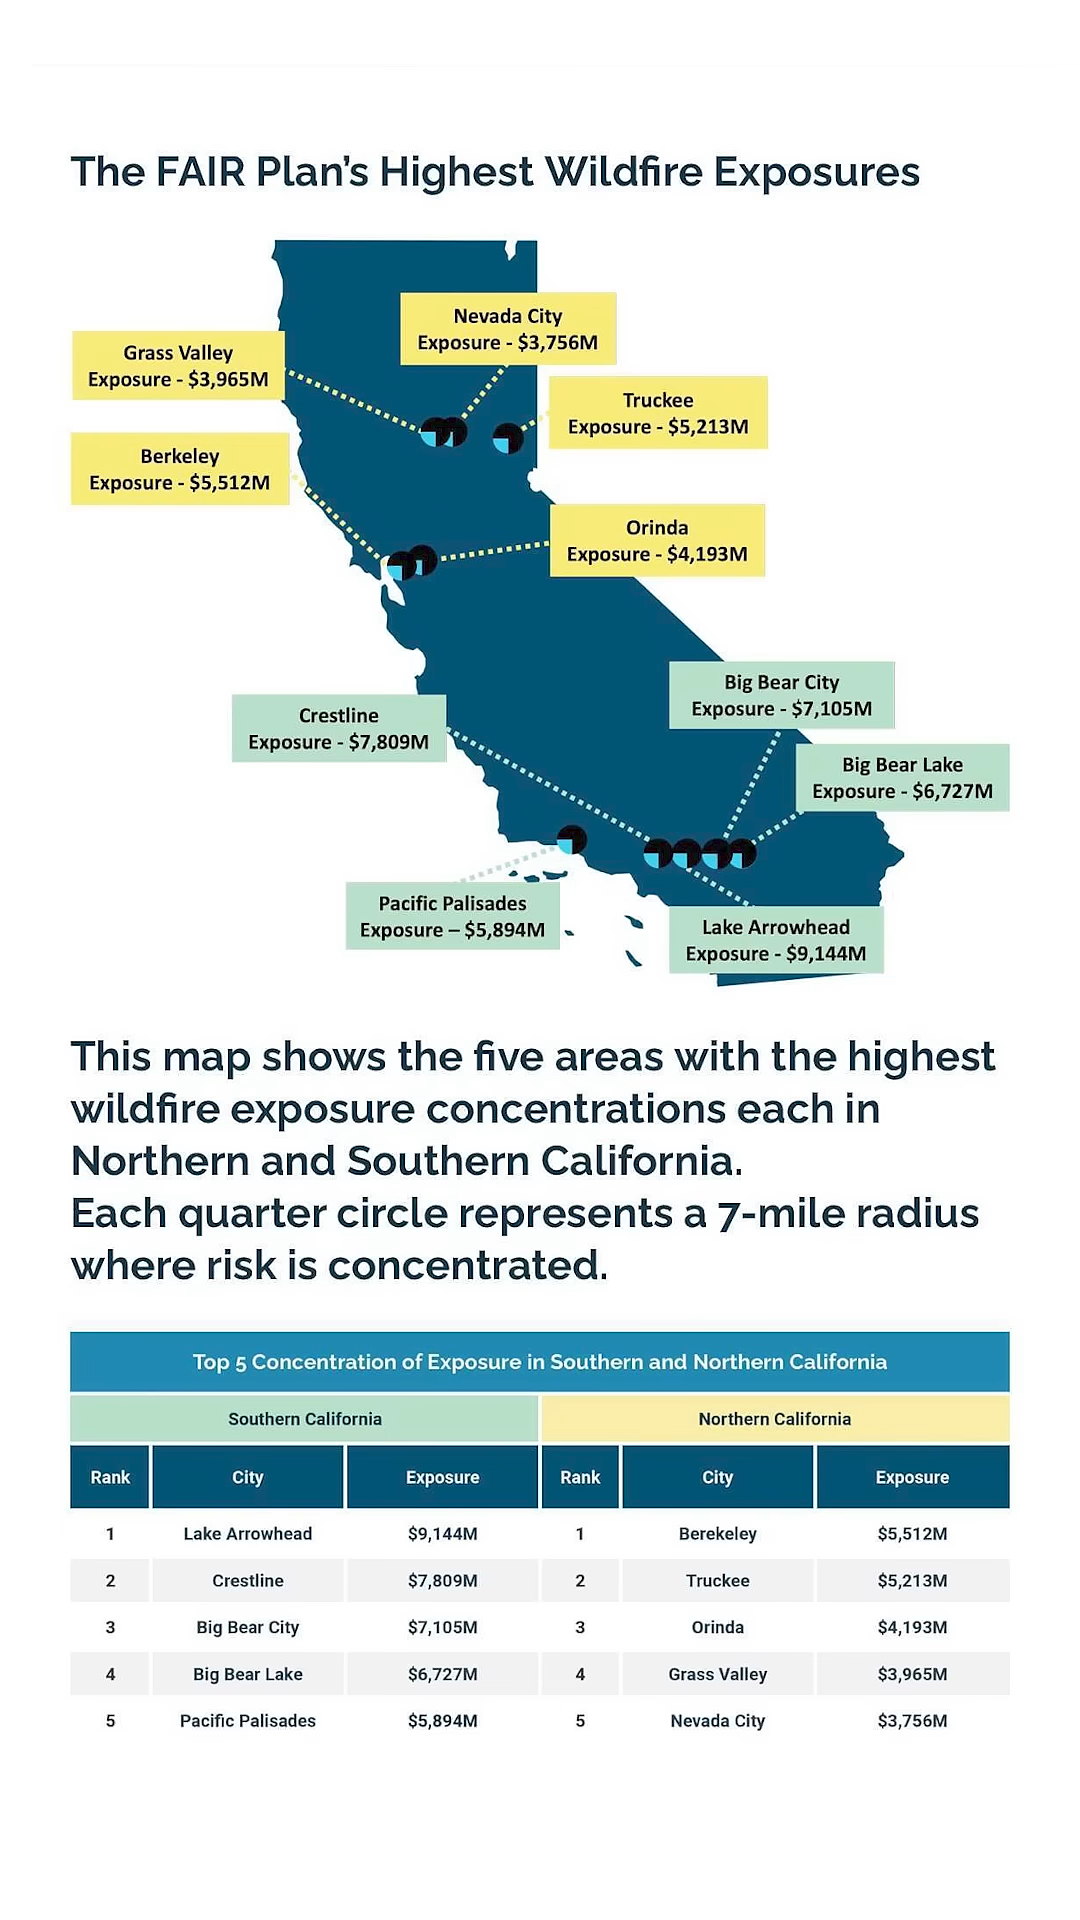 The FAIR Plan's Highest Wildfire Exposures
Nevada City
Exposure - $3,756M
Grass Valley
Exposure - $3,965M
Truckee
Exposure - $5,213M
Berkeley
Exposure - $5,512M
Orinda
Exposure - $4,193M
Big Bear City
Exposure - $7,105M
Crestline
Exposure - $7,809M
Big Bear Lake
Exposure - $6,727M
Pacific Palisades
Exposure – $5,894M
Lake Arrowhead
Exposure - $9,144M
This map shows the five areas with the highest
wildfire exposure concentrations each in
Northern and Southern California.
Each quarter circle represents a 7-mile radius
where risk is concentrated.
Top 5 Concentration of Exposure in Southern and Northern California
Southern California Northern California
Rank City Exposure Rank City Exposure
1 Lake Arrowhead $9,144M 1 Berekeley $5,512M
2 Crestline $7,809M 2 Truckee $5,213M
3 Big Bear City $7,105M 3 Orinda $4,193M
4 Big Bear Lake $6,727M 4 Grass Valley $3,965M
5 Pacific Palisades $5,894M 5 Nevada City $3,756M